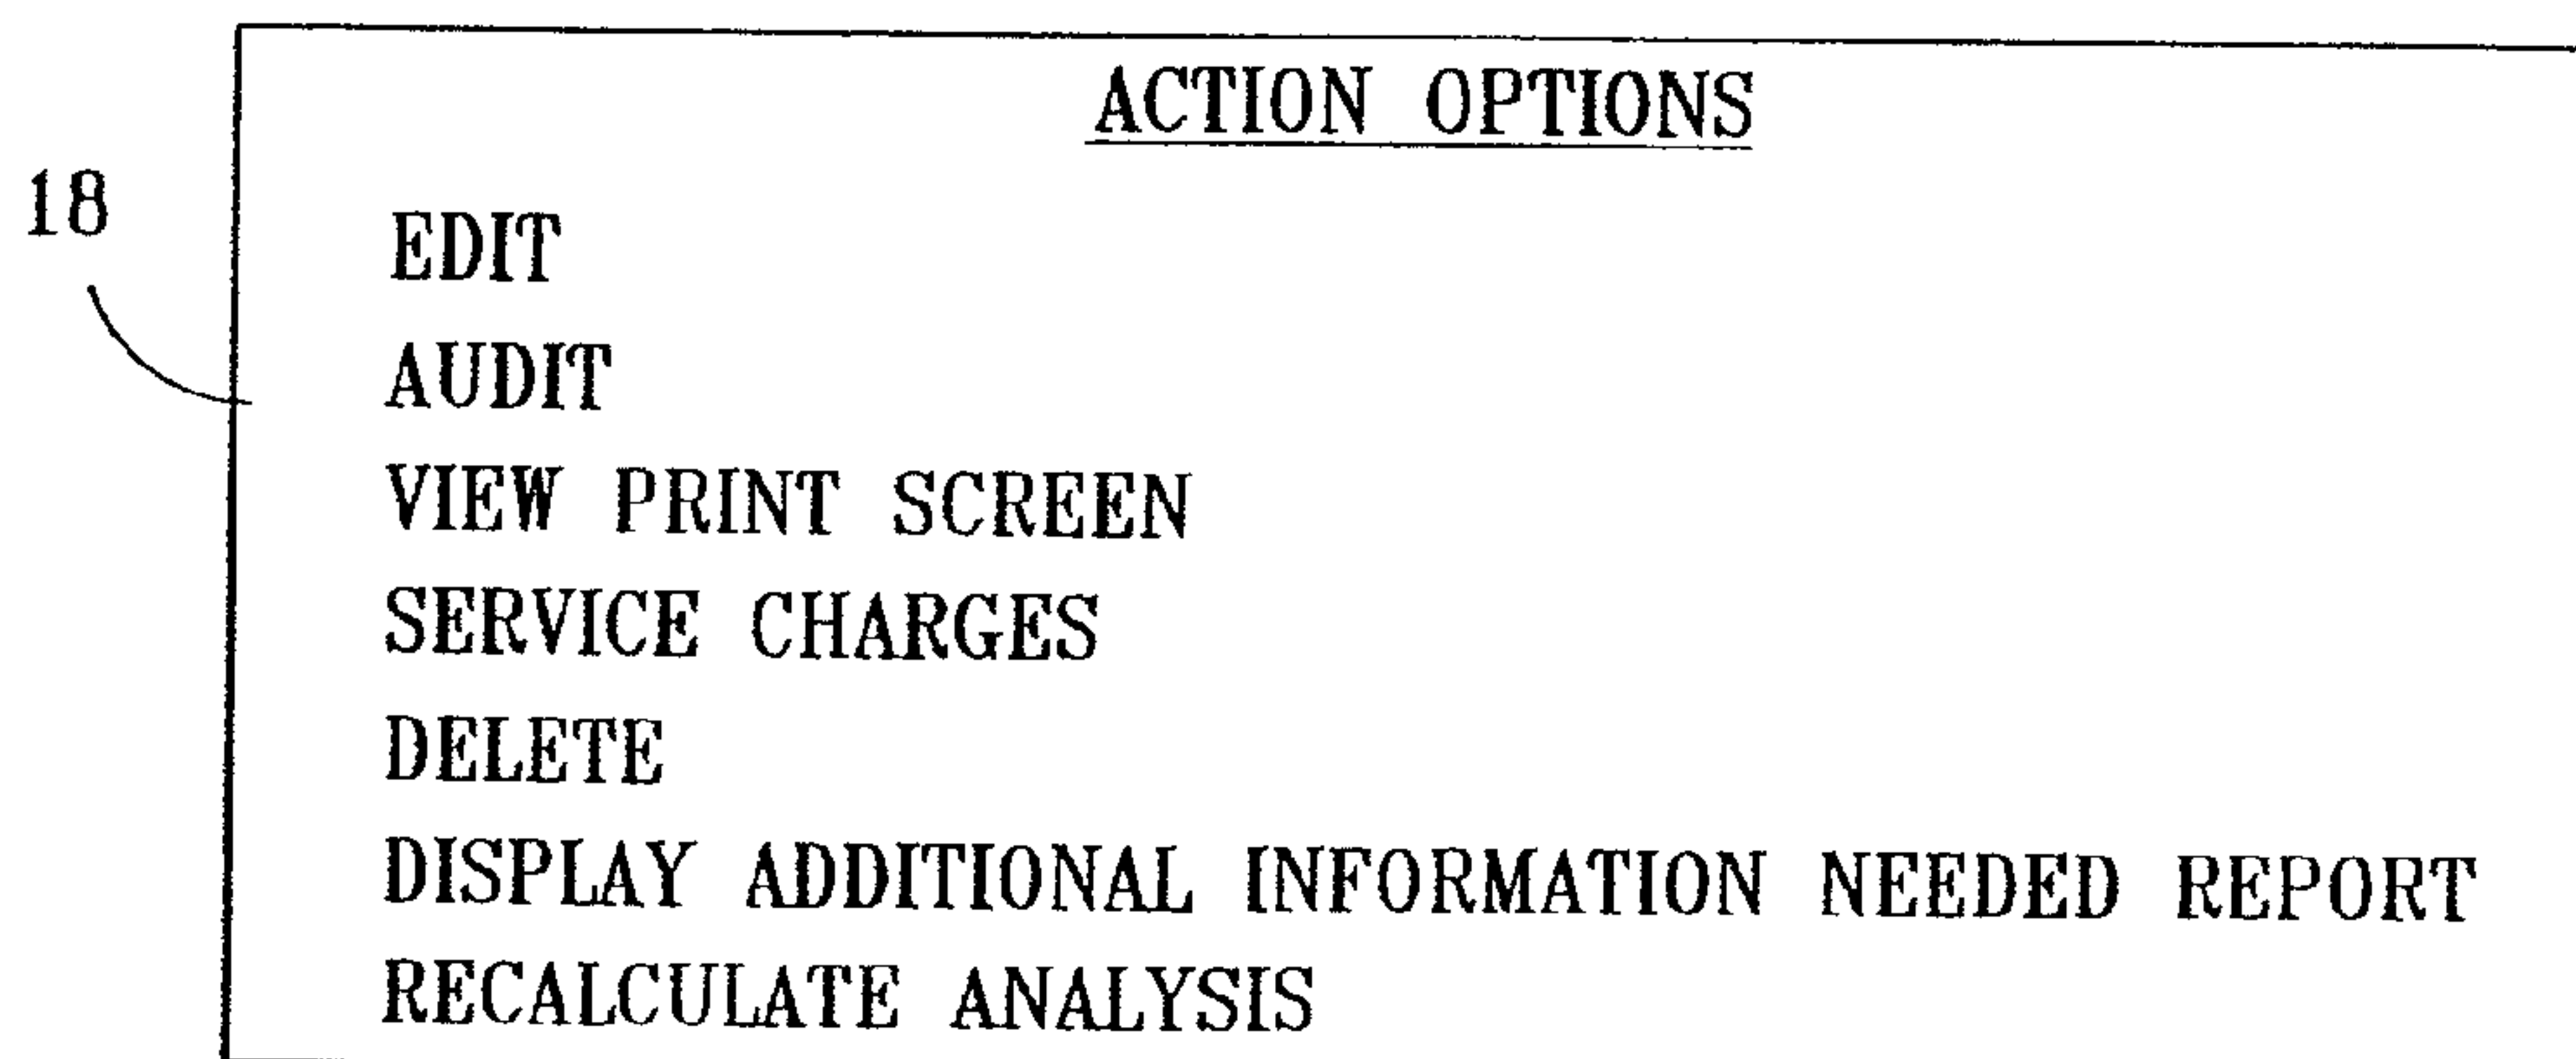 ACTION OPTIONS
18
EDIT
AUDIT
VIEW PRINT SCREEN
SERVICE CHARGES
DELETE
DISPLAY ADDITIONAL INFORMATION NEEDED REPORT
RECALCULATE ANALYSIS